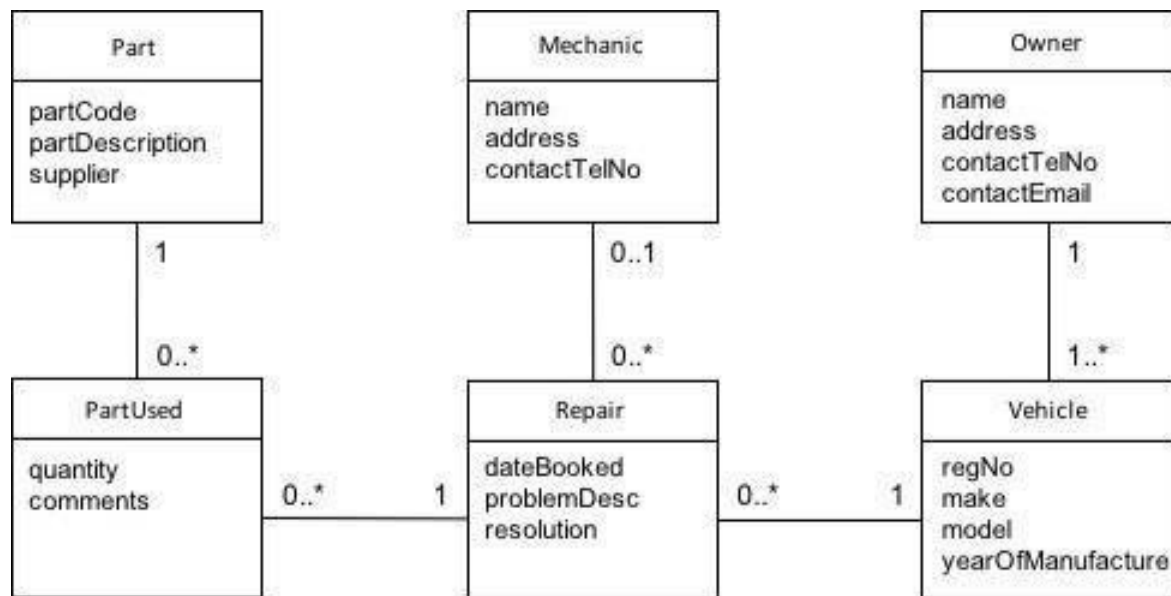 Part
partCode
partDescription
supplier
Mechanic
name
address
contactTelNo
Owner
name
address
contactTelNo
contactEmail
1
0..*
0..1
0..*
1
1..*
PartUsed
quantity
comments
0..*
1
Repair
dateBooked
problemDesc
resolution
0..*
1
Vehicle
regNo
make
model
yearOfManufacture